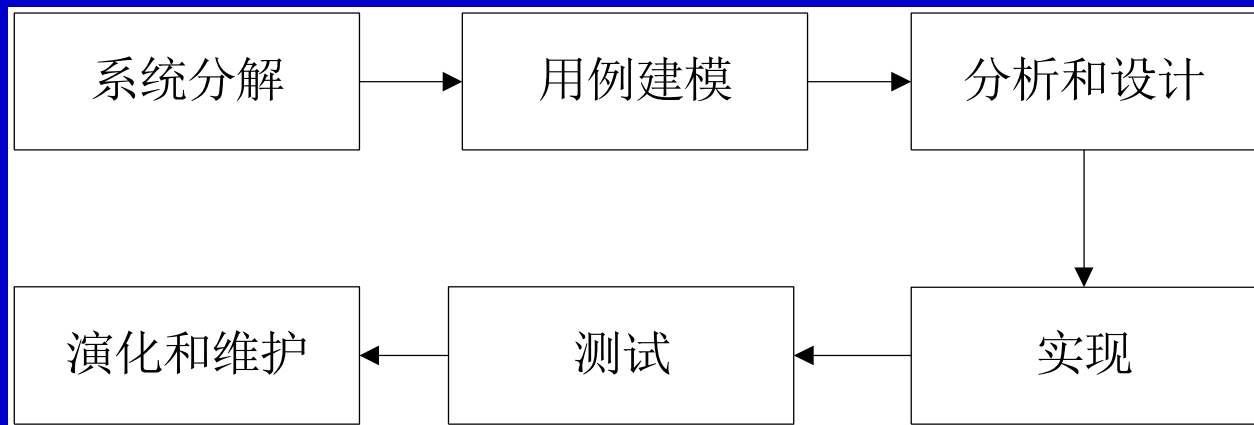 系统分解
用例建模
分析和设计
实现
测试
演化和维护